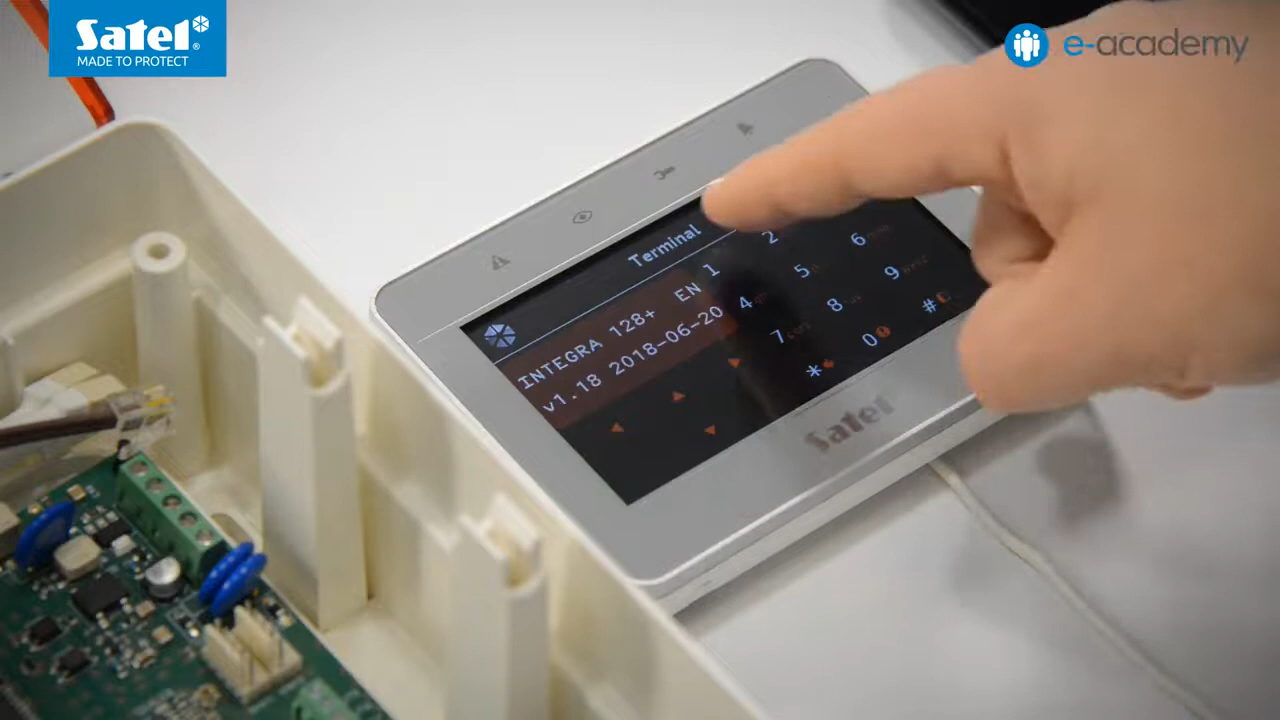 Satel®
MADE TO PROTECT
e-academy
Terminal
INTEGRA 128+ EN
v1.18 2018-06-20
1
2
4
5
6
7
8
9
*
0
#
Satel